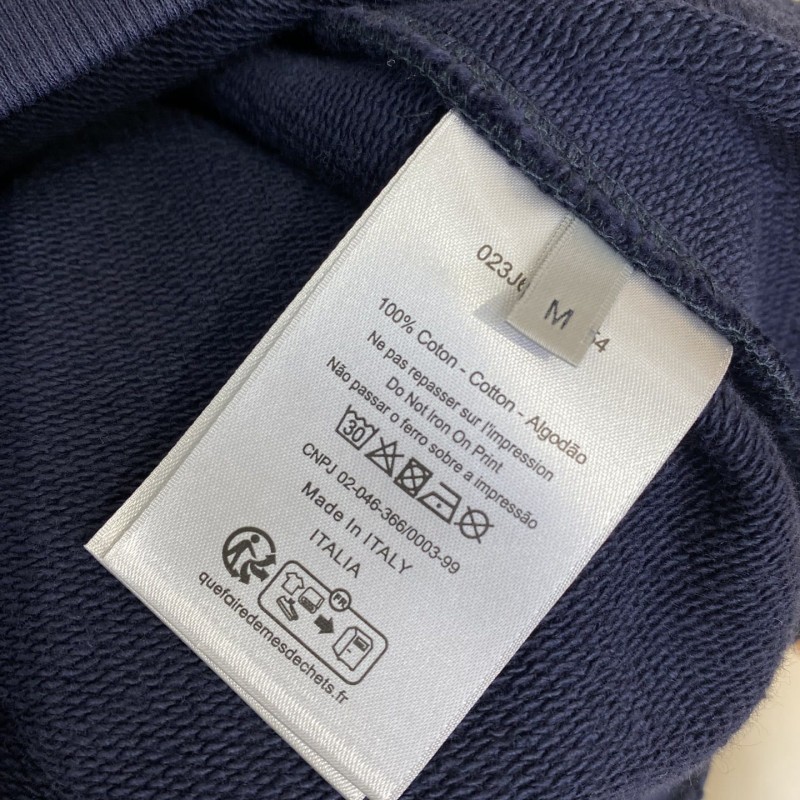 M
100% Coton - Cotton - Algodão
Ne pas repasser sur l'impression
Do Not Iron On Print
Não passar o ferro sobre a impressão
30
CNPJ 02-046-366/0003-99
Made In ITALY
ITALIA
FR
quefairedemesdechets.fr